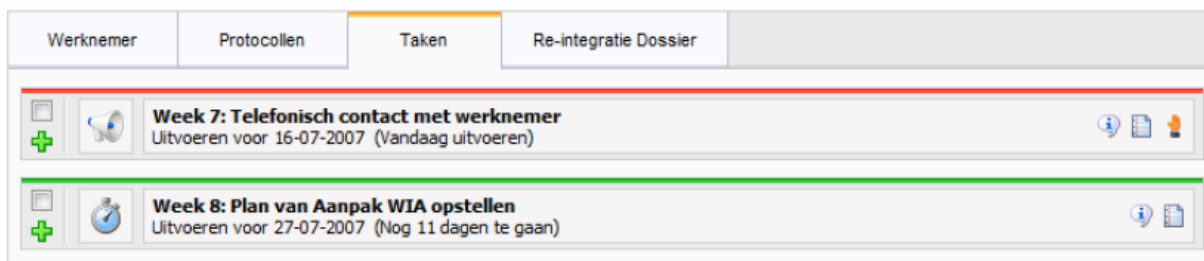 Werknemer
Protocollen
Taken
Re-integratie Dossier
Week 7: Telefonisch contact met werknemer
Uitvoeren voor 16-07-2007 (Vandaag uitvoeren)
Week 8: Plan van Aanpak WIA opstellen
Uitvoeren voor 27-07-2007 (Nog 11 dagen te gaan)